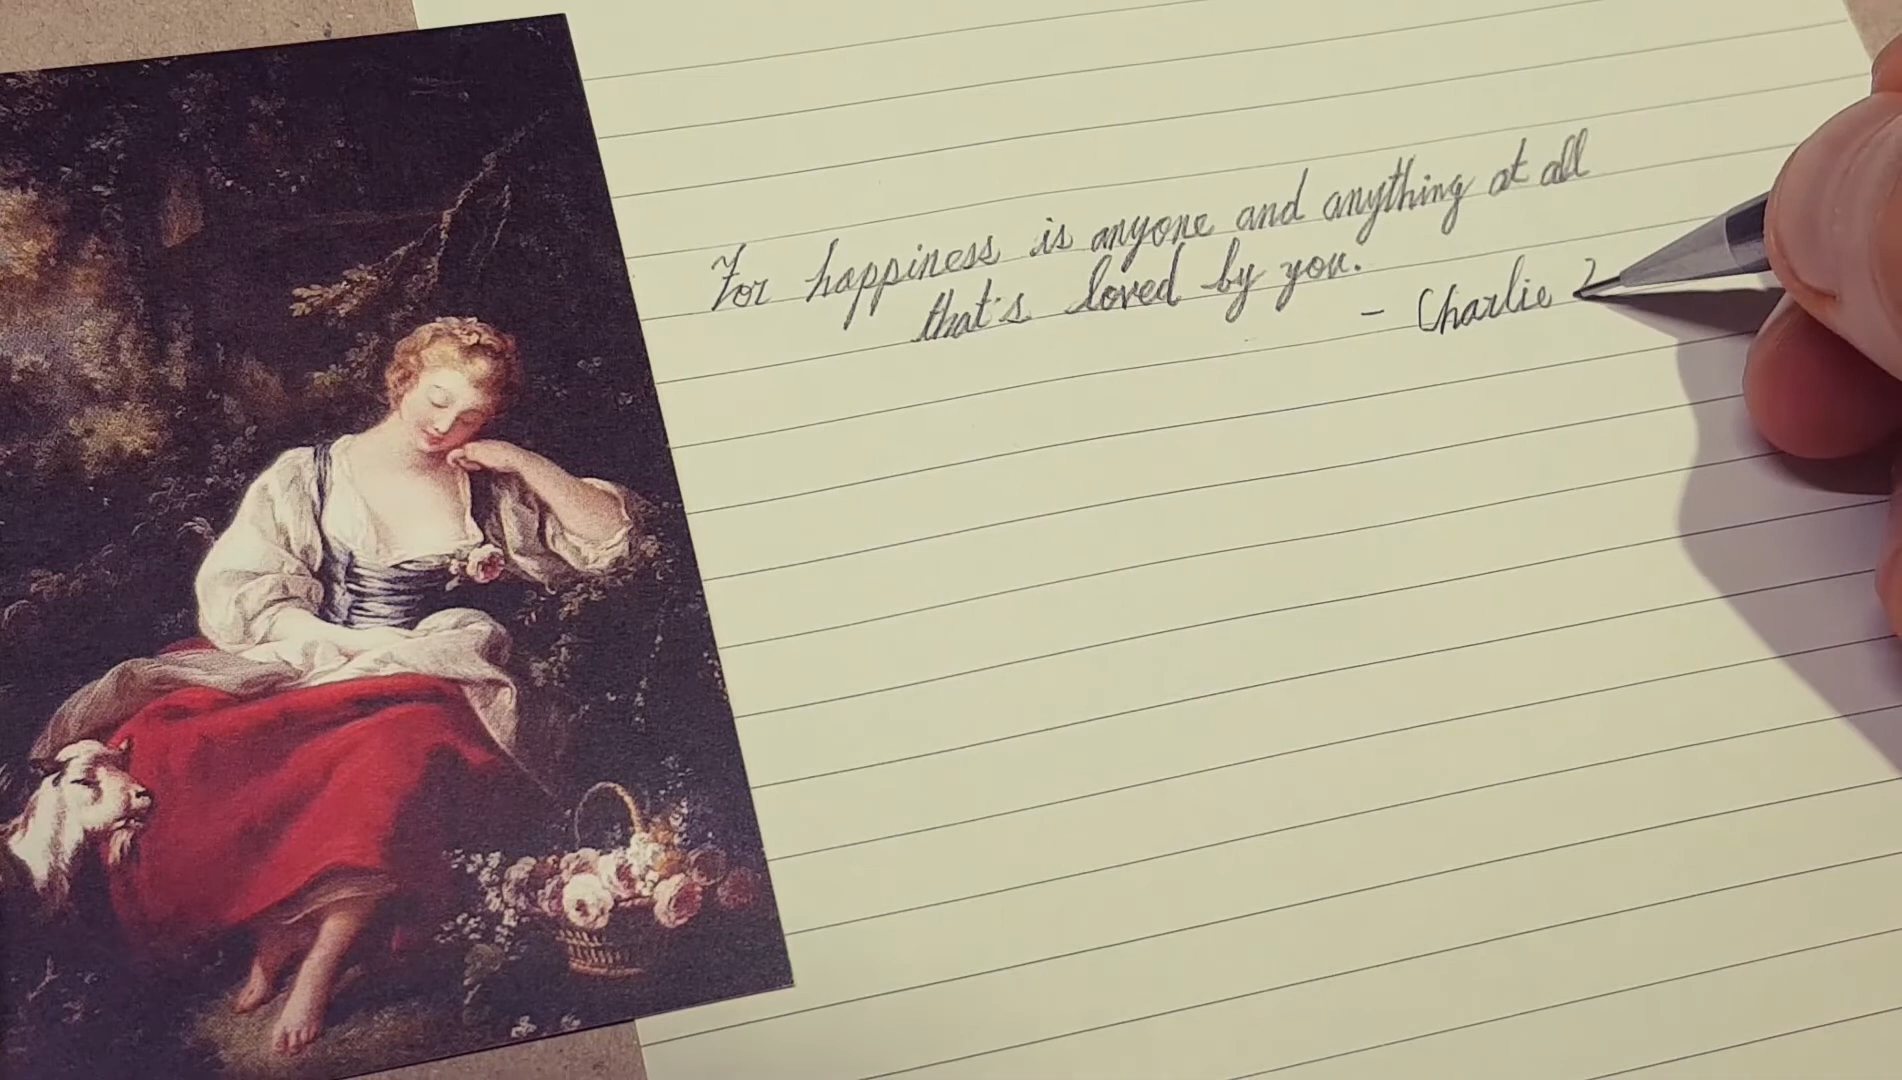 For happiness is anyone and anything at all
that's loved by you.
- Charlie